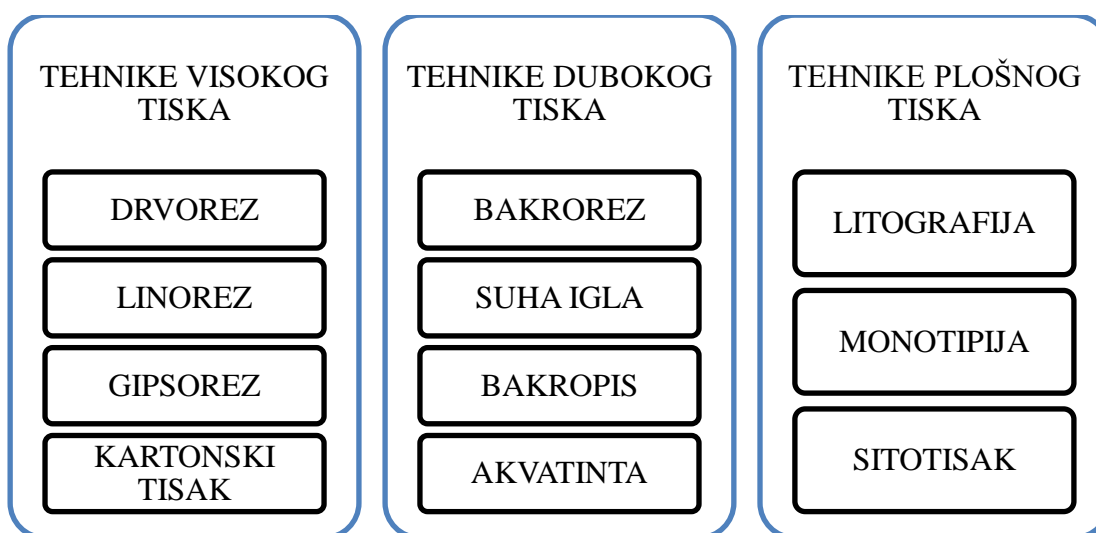 TEHNIKE VISOKOG
TISKA
DRVOREZ
LINOREZ
GIPSOREZ
KARTONSKI
TISAK
TEHNIKE DUBOKOG
TISKA
BAKROREZ
SUHA IGLA
BAKROPIS
AKVATINTA
TEHNIKE PLOŠNOG
TISKA
LITOGRAFIJA
MONOTIPIJA
SITOTISAK